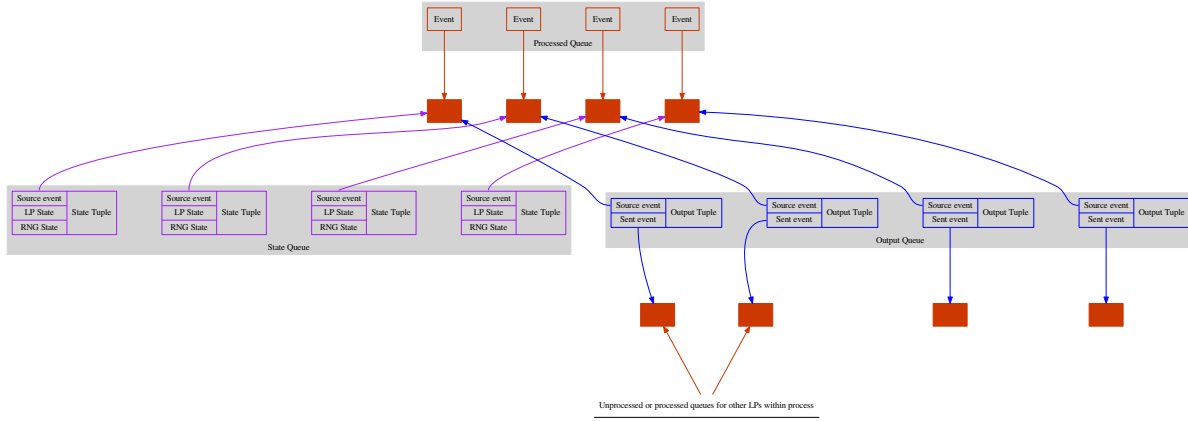 Event
Event
Event
Event
Processed Queue
Source event
LP State
RNG State
State Tuple
Source event
LP State
RNG State
State Tuple
Source event
LP State
RNG State
State Tuple
Source event
LP State
RNG State
State Tuple
State Queue
Source event
Sent event
Output Tuple
Source event
Sent event
Output Tuple
Source event
Sent event
Output Tuple
Source event
Sent event
Output Tuple
Output Queue
Unprocessed or processed queues for other LPs within process